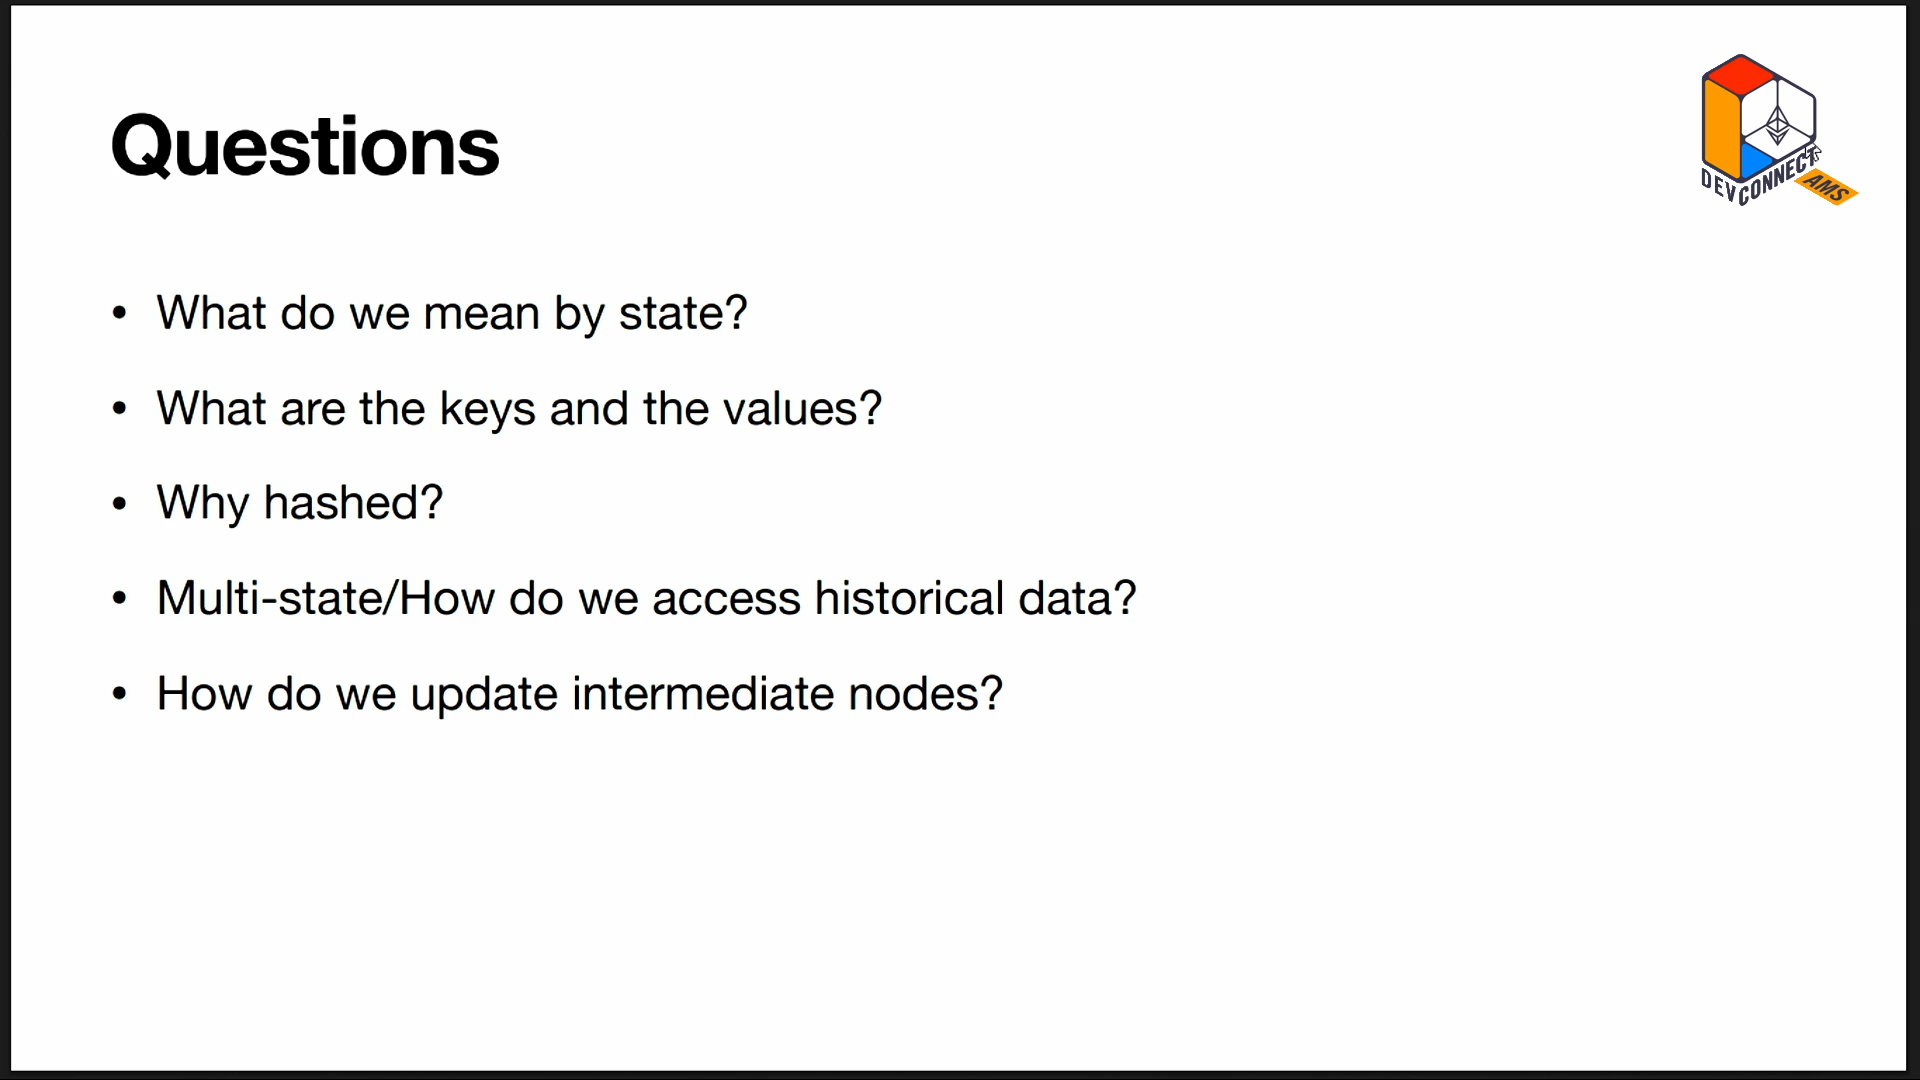 Questions
DEVCONNECT
AMS
• What do we mean by state?
• What are the keys and the values?
• Why hashed?
• Multi-state/How do we access historical data?
• How do we update intermediate nodes?